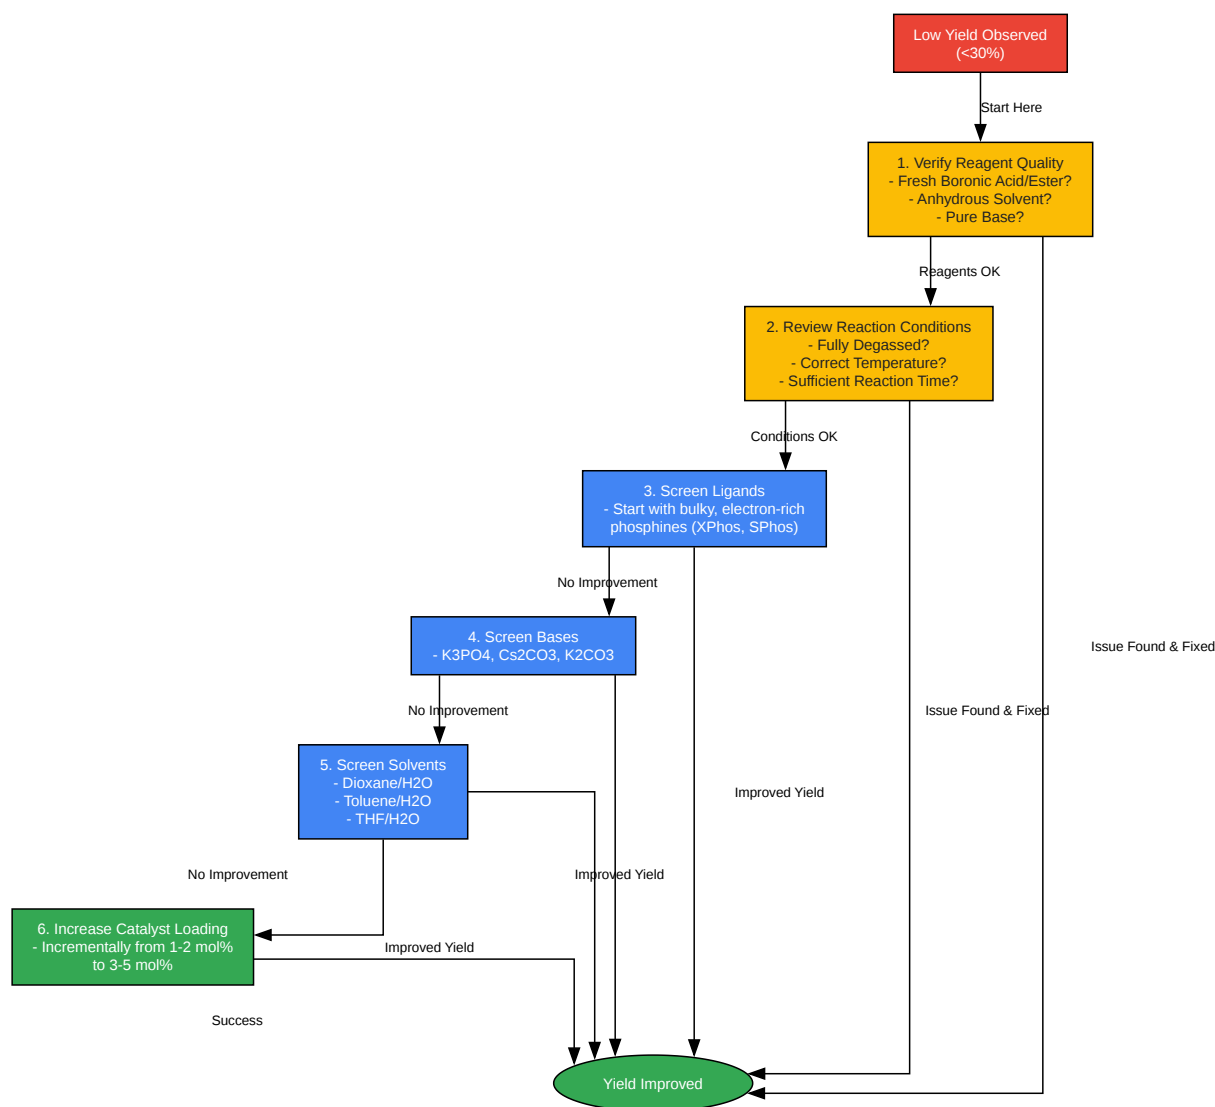 Low Yield Observed
(<30%)
Start Here
1. Verify Reagent Quality
- Fresh Boronic Acid/Ester?
- Anhydrous Solvent?
- Pure Base?
Reagents OK
2. Review Reaction Conditions
- Fully Degassed?
- Correct Temperature?
- Sufficient Reaction Time?
Conditions OK
3. Screen Ligands
- Start with bulky, electron-rich
phosphines (XPhos, SPhos)
No Improvement
4. Screen Bases
- K3PO4, Cs2CO3, K2CO3
Issue Found & Fixed
No Improvement
Issue Found & Fixed
5. Screen Solvents
- Dioxane/H2O
- Toluene/H2O
- THF/H2O
Improved Yield
No Improvement
Improved Yield
6. Increase Catalyst Loading
- Incrementally from 1-2 mol%
to 3-5 mol%
Improved Yield
Success
Yield Improved